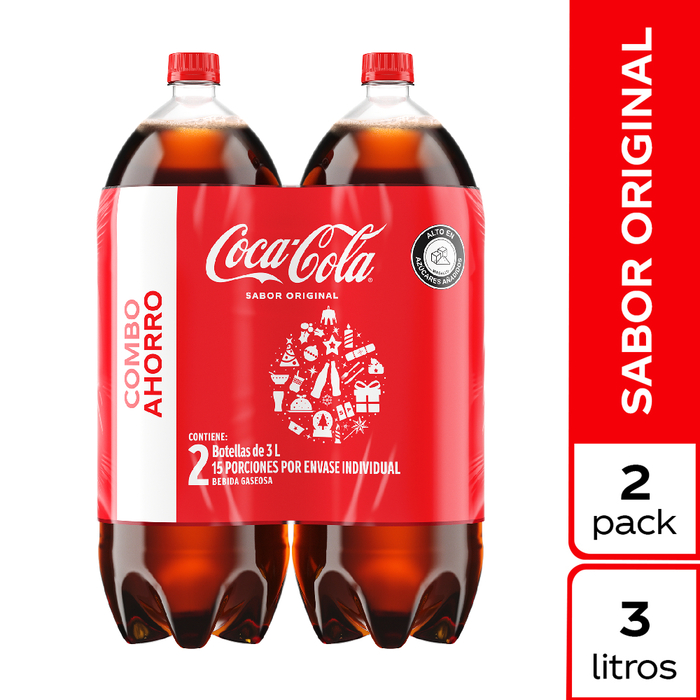 COMBO
AHORRO
Coca-Cola®
SABOR ORIGINAL
ALTO EN
AZÚCARES AÑADIDOS
CONTIENE:
2 Botellas de 3 L
15 PORCIONES POR ENVASE INDIVIDUAL
BEBIDA GASEOSA
SABOR ORIGINAL
2
pack
3
litros